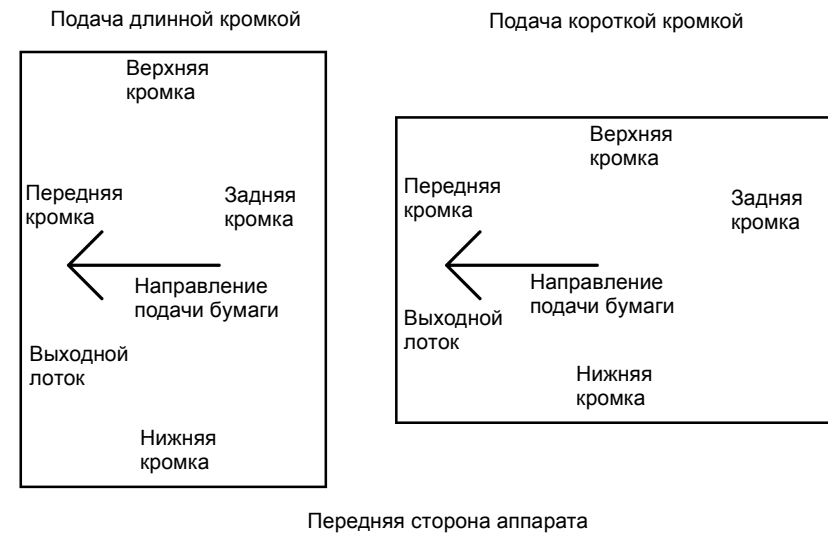 Подача длинной кромкой
Верхняя
кромка
Передняя
кромка
Задняя
кромка
Направление
подачи бумаги
Выходной
лоток
Нижняя
кромка
Подача короткой кромкой
Верхняя
кромка
Передняя
кромка
Задняя
кромка
Направление
подачи бумаги
Выходной
лоток
Нижняя
кромка
Передняя сторона аппарата